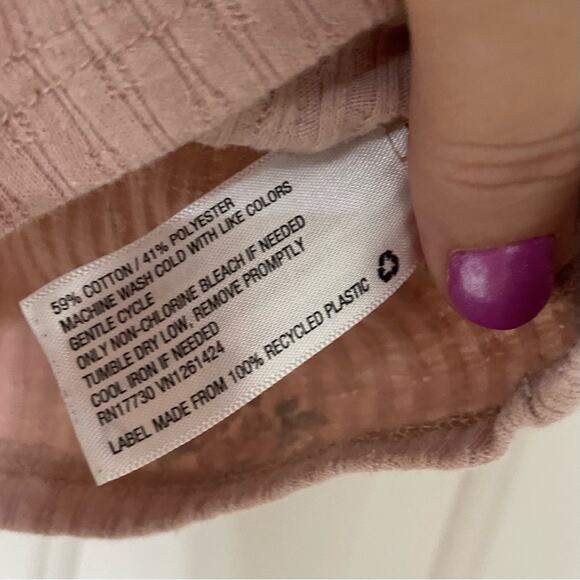 59% COTTON / 41% POLYESTER
MACHINE WASH COLD WITH LIKE COLORS
GENTLE CYCLE
ONLY NON-CHLORINE BLEACH IF NEEDED
TUMBLE DRY LOW, REMOVE PROMPTLY
COOL IRON IF NEEDED
RN17730 VN1261424
LABEL MADE FROM 100% RECYCLED PLASTIC